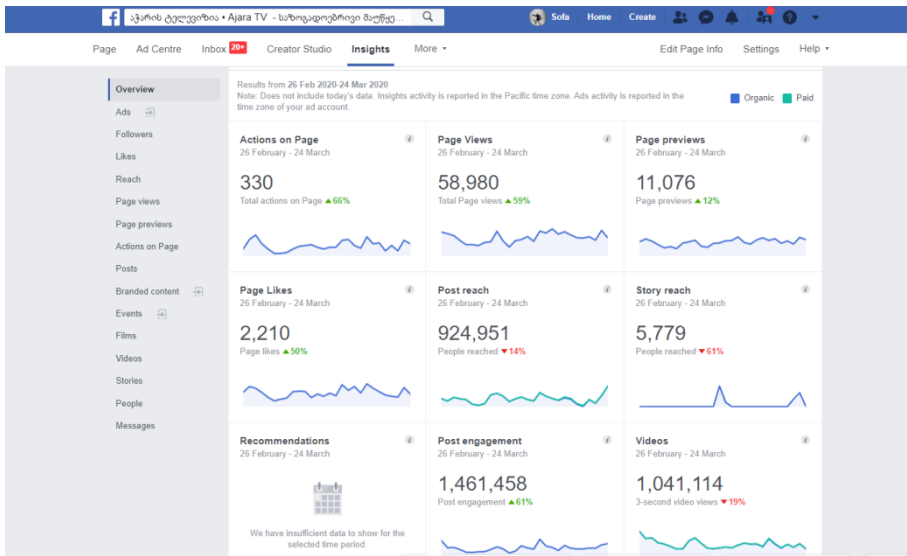 f აჭარის ტელევიზია • Ajara TV - საზოგადოებრივი მაუწყე...
Sofa Home Create
Page Ad Centre Inbox 20+ Creator Studio Insights More Edit Page Info Settings Help
Overview
Ads
Followers
Likes
Reach
Page views
Page previews
Actions on Page
Posts
Branded content
Events
Films
Videos
Stories
People
Messages
Results from 26 Feb 2020-24 Mar 2020
Note: Does not include today's data. Insights activity is reported in the Pacific time zone. Ads activity is reported in the
time zone of your ad account.
Organic Paid
Actions on Page
26 February - 24 March
330
Total actions on Page ▲66%
Page Views
26 February - 24 March
58,980
Total Page views ▲59%
Page previews
26 February - 24 March
11,076
Page previews ▲12%
Page Likes
26 February - 24 March
2,210
Page likes ▲50%
Post reach
26 February - 24 March
924,951
People reached ▼14%
Story reach
26 February - 24 March
5,779
People reached ▼61%
Recommendations
26 February - 24 March
We have insufficient data to show for the
selected time period.
Post engagement
26 February - 24 March
1,461,458
Post engagement ▲61%
Videos
26 February - 24 March
1,041,114
3-second video views ▼19%